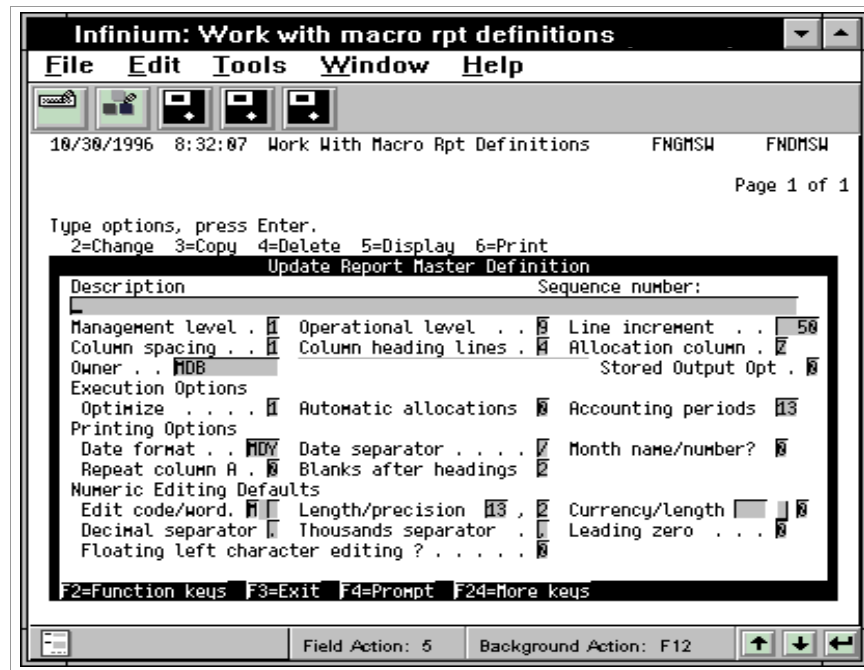 Infinium: Work with macro rpt definitions
File Edit Tools Window Help
10/30/1996 8:32:07 Work With Macro Rpt Definitions FNGMSW FNDMSW
Page 1 of 1
Type options, press Enter.
2=Change 3=Copy 4=Delete 5=Display 6=Print
Update Report Master Definition
Description Sequence number:
Management level . 1 Operational level . . 9 Line increment . . 50
Column spacing . . 1 Column heading lines . 4 Allocation column . Z
Owner . . MDB Stored Output Opt . 0
Execution Options
Optimize . . . . 1 Automatic allocations 0 Accounting periods 13
Printing Options
Date format . . MDY Date separator . . . . / Month name/number? 0
Repeat column A . 0 Blanks after headings 2
Numeric Editing Defaults
Edit code/word. M Length/precision 13 , 2 Currency/length 0
Decimal separator . Thousands separator . , Leading zero . . . 0
Floating left character editing ? . . . . . 0
F2=Function keys F3=Exit F4=Prompt F24=More keys
Field Action: 5 Background Action: F12